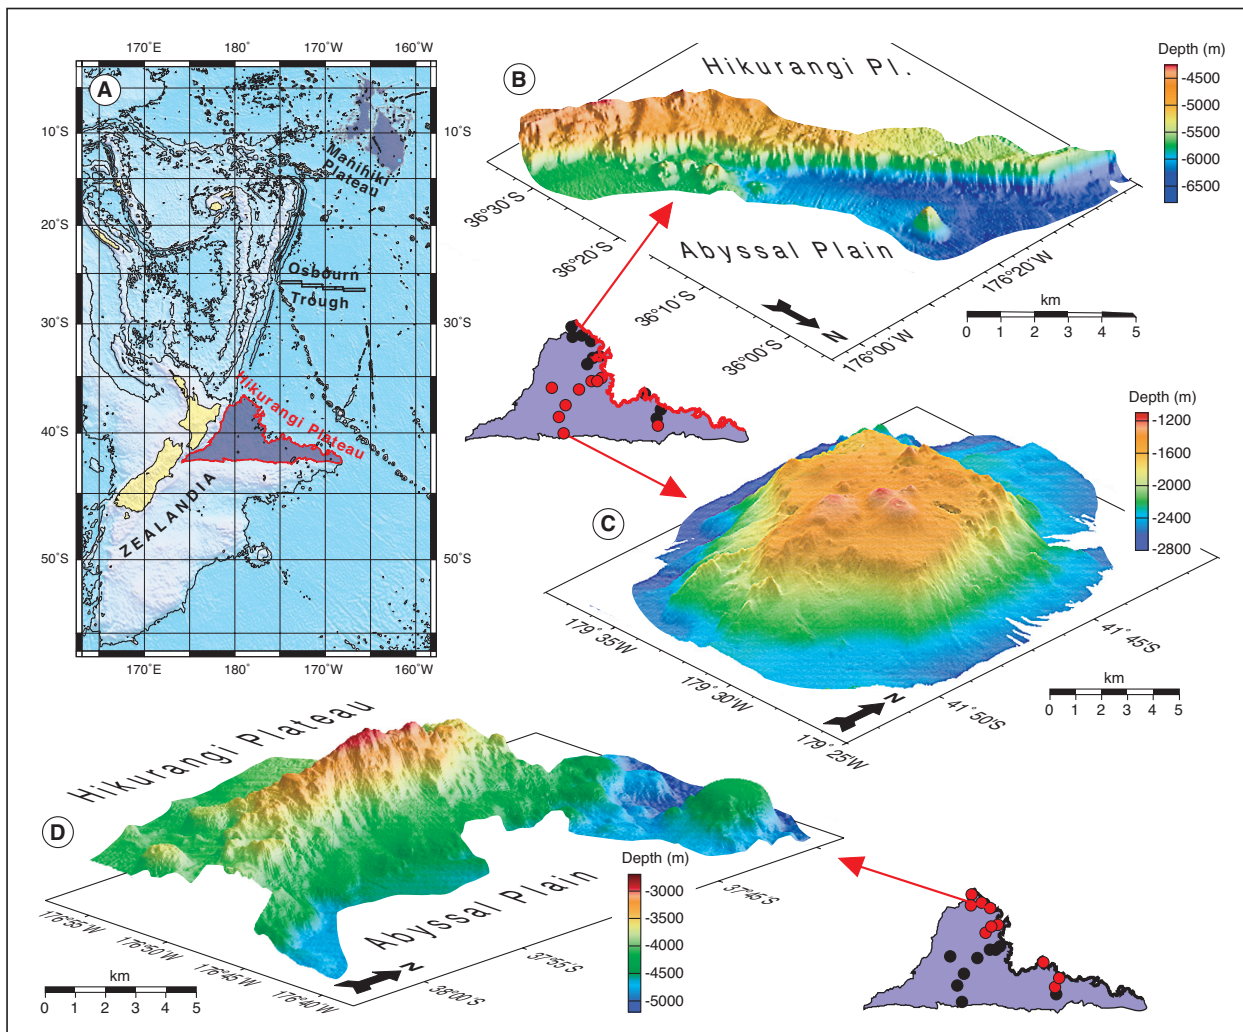 A
170°E
180°
170°W
160°W
10°S
10°S
Manihiki
Plateau
20°S
20°S
Osbourn
Trough
30°S
30°S
Hikurangi Plateau
40°S
40°S
ZEALANDIA
50°S
50°S
170°E
180°
170°W
160°W
B
Hikurangi Pl.
Abyssal Plain
36°30'S
36°20'S
36°10'S
36°00'S
176°20'W
176°00'W
N
Depth (m)
-4500
-5000
-5500
-6000
-6500
km
0 1 2 3 4 5
C
Depth (m)
-1200
-1600
-2000
-2400
-2800
179°35'W
179°30'W
179°25'W
41°45'S
41°50'S
N
km
0 1 2 3 4 5
D
Hikurangi Plateau
Abyssal Plain
176°55'W
176°50'W
176°45'W
176°40'W
37°45'S
37°55'S
38°00'S
N
Depth (m)
-3000
-3500
-4000
-4500
-5000
km
0 1 2 3 4 5